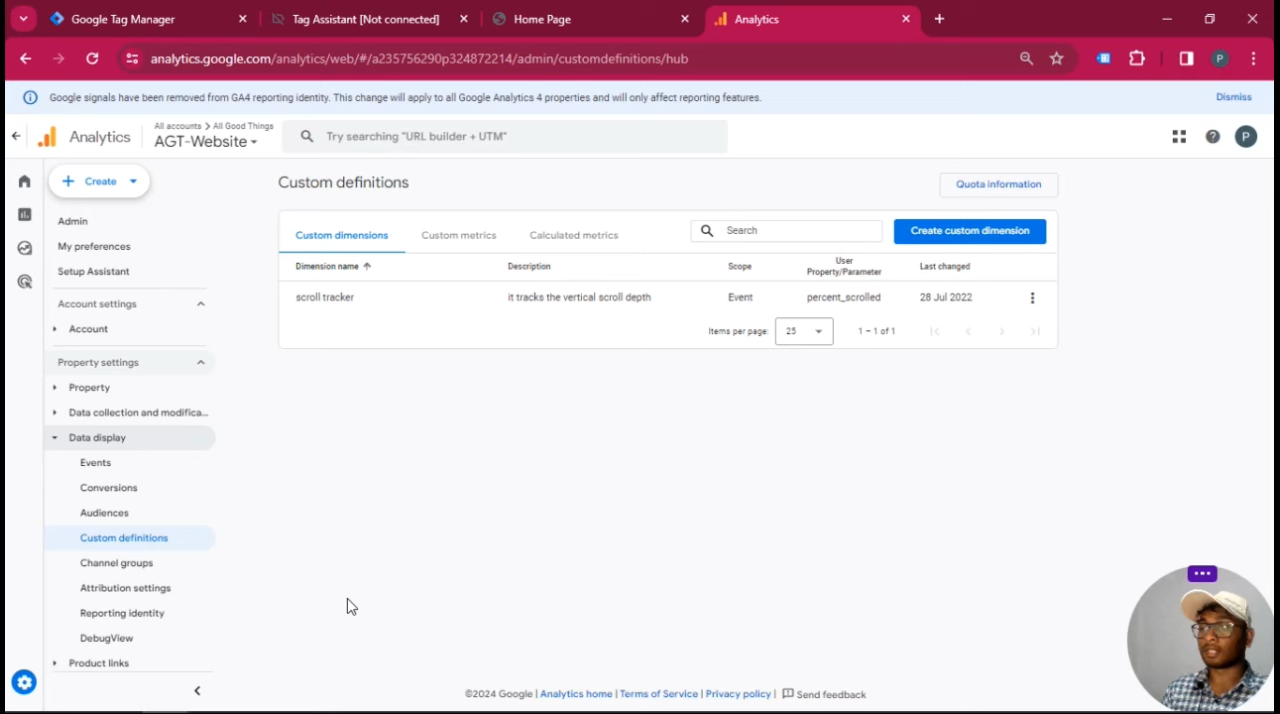 Google Tag Manager
Tag Assistant [Not connected]
Home Page
Analytics
analytics.google.com/analytics/web/#/a235756290p324872214/admin/customdefinitions/hub
P
Google signals have been removed from GA4 reporting identity. This change will apply to all Google Analytics 4 properties and will only affect reporting features.
Dismiss
Analytics
All accounts > All Good Things
AGT-Website
Try searching "URL builder + UTM"
P
Create
Custom definitions
Quota information
Admin
My preferences
Setup Assistant
Account settings
Account
Property settings
Property
Data collection and modifica...
Data display
Events
Conversions
Audiences
Custom definitions
Channel groups
Attribution settings
Reporting identity
DebugView
Product links
Custom dimensions
Custom metrics
Calculated metrics
Search
Create custom dimension
Dimension name
Description
Scope
User
Property/Parameter
Last changed
scroll tracker
it tracks the vertical scroll depth
Event
percent_scrolled
28 Jul 2022
Items per page:
25
1 – 1 of 1
©2024 Google | Analytics home | Terms of Service | Privacy policy | Send feedback